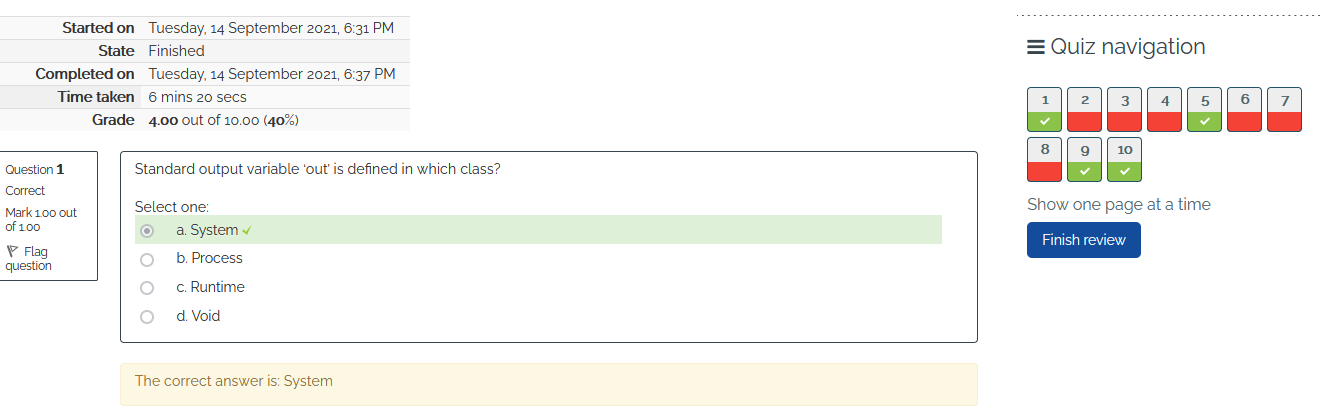 Started on Tuesday, 14 September 2021, 6:31 PM
State Finished
Completed on Tuesday, 14 September 2021, 6:37 PM
Time taken 6 mins 20 secs
Grade 4.00 out of 10.00 (40%)
Question 1
Correct
Mark 1.00 out
of 1.00
Flag
question
Standard output variable ‘out’ is defined in which class?
Select one:
a. System
b. Process
c. Runtime
d. Void
The correct answer is: System
Quiz navigation
1 2 3 4 5 6 7
8 9 10
Show one page at a time
Finish review